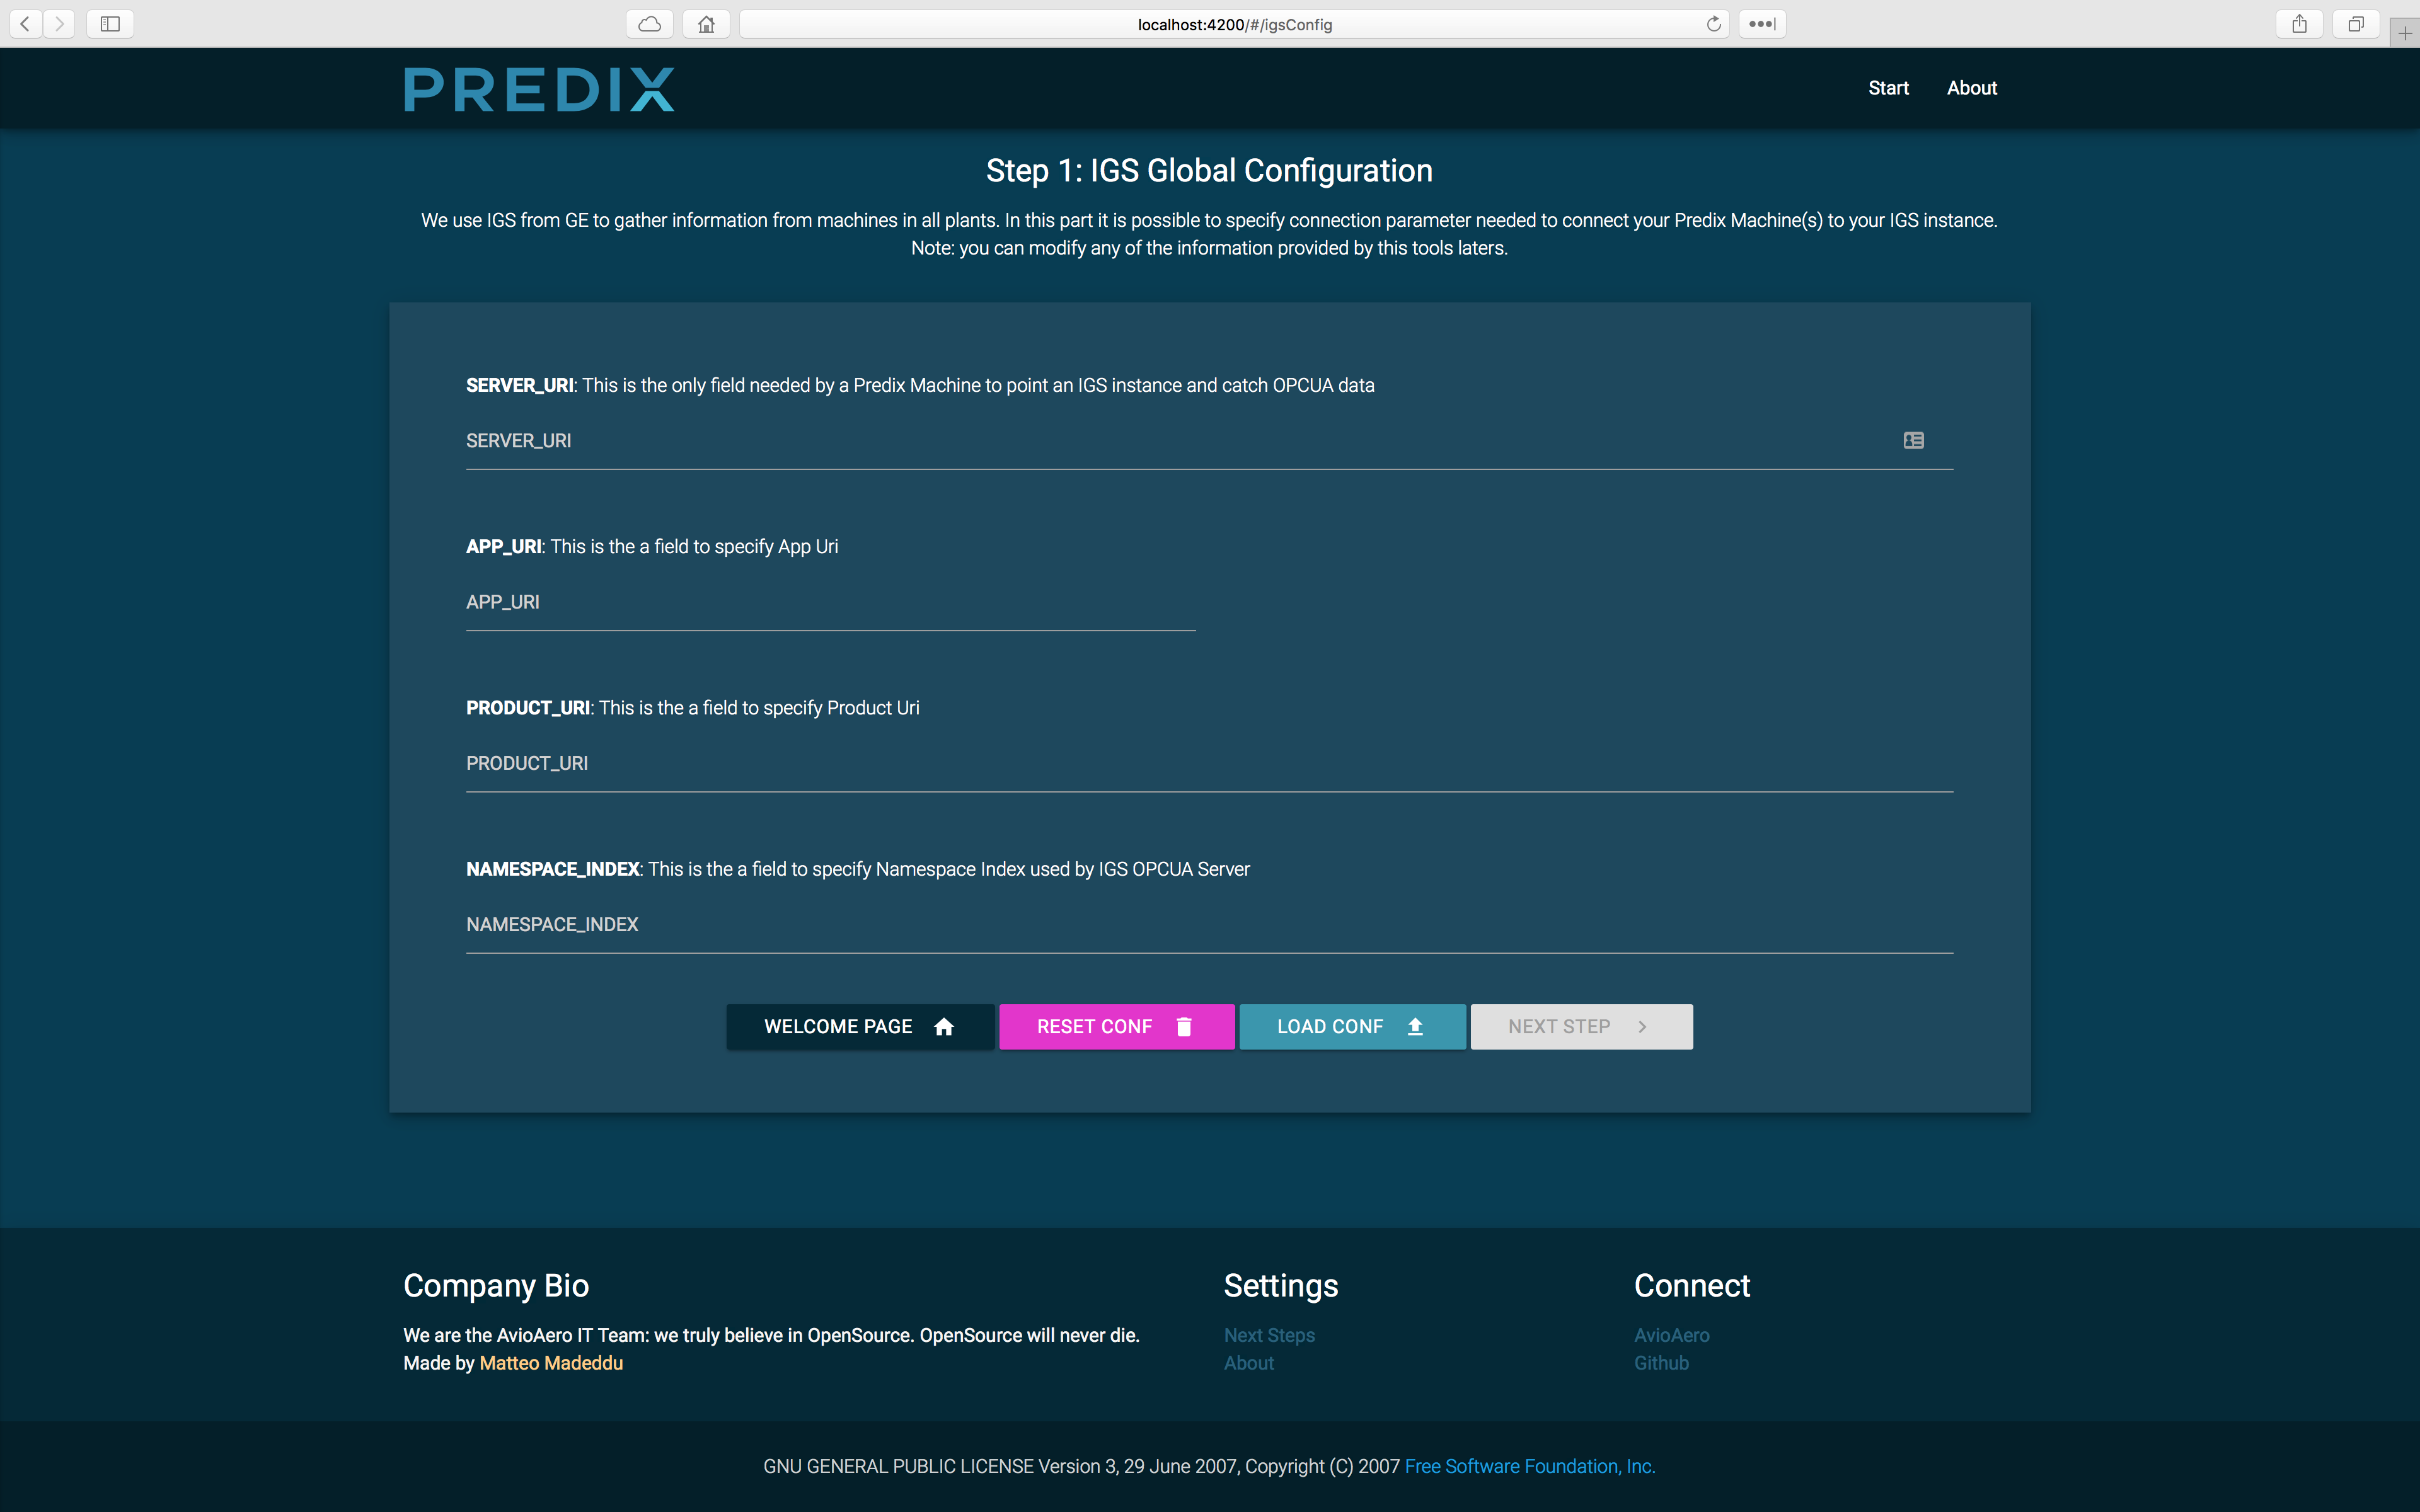 localhost:4200/#/igsConfig
PREDIX
Start
About
Step 1: IGS Global Configuration
We use IGS from GE to gather information from machines in all plants. In this part it is possible to specify connection parameter needed to connect your Predix Machine(s) to your IGS instance.
Note: you can modify any of the information provided by this tools laters.
SERVER_URI: This is the only field needed by a Predix Machine to point an IGS instance and catch OPCUA data
SERVER_URI
APP_URI: This is the a field to specify App Uri
APP_URI
PRODUCT_URI: This is the a field to specify Product Uri
PRODUCT_URI
NAMESPACE_INDEX: This is the a field to specify Namespace Index used by IGS OPCUA Server
NAMESPACE_INDEX
WELCOME PAGE
RESET CONF
LOAD CONF
NEXT STEP
Company Bio
We are the AvioAero IT Team: we truly believe in OpenSource. OpenSource will never die.
Made by Matteo Madeddu
Settings
Next Steps
About
Connect
AvioAero
Github
GNU GENERAL PUBLIC LICENSE Version 3, 29 June 2007, Copyright (C) 2007 Free Software Foundation, Inc.